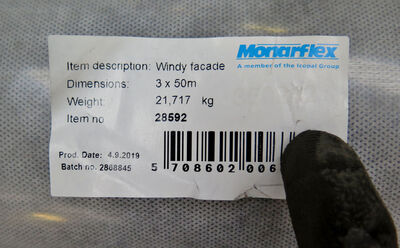 Monarflex
A member of the Icopal Group
Item description: Windy facade
Dimensions: 3 x 50m
Weight: 21,717 kg
Item no 28592
Prod. Date: 4.9.2019
Batch no. 2868845
5 708602 006